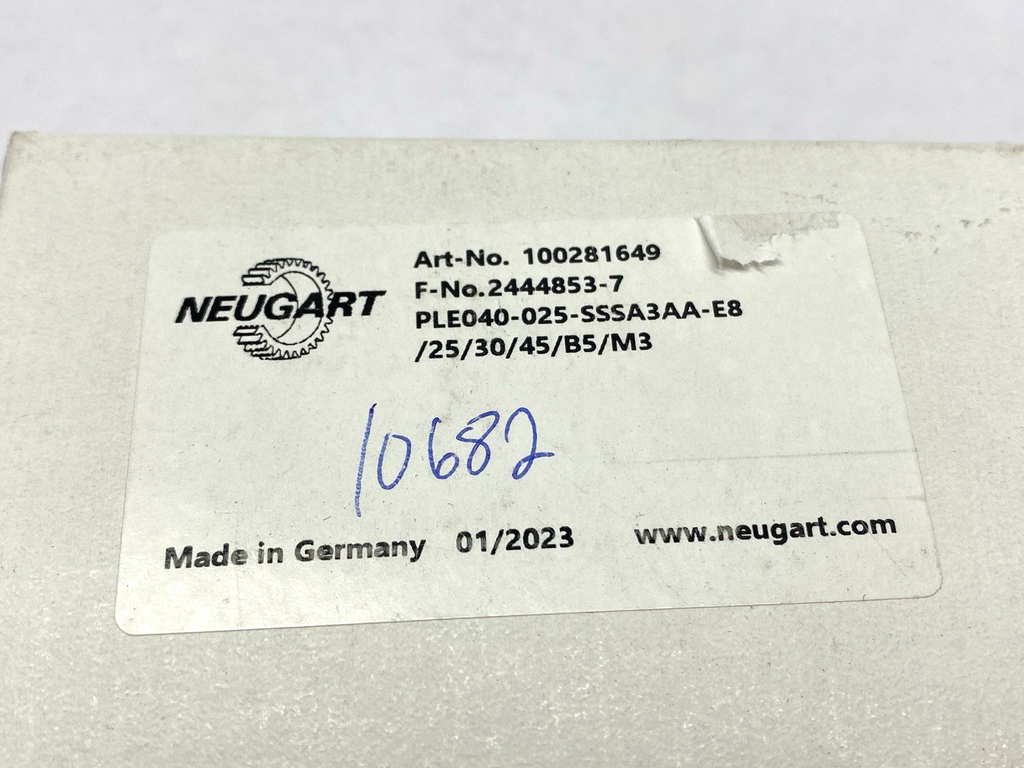 NEUGART
Art-No. 100281649
F-No.2444853-7
PLE040-025-SSSA3AA-E8
/25/30/45/B5/M3
10682
Made in Germany 01/2023 www.neugart.com